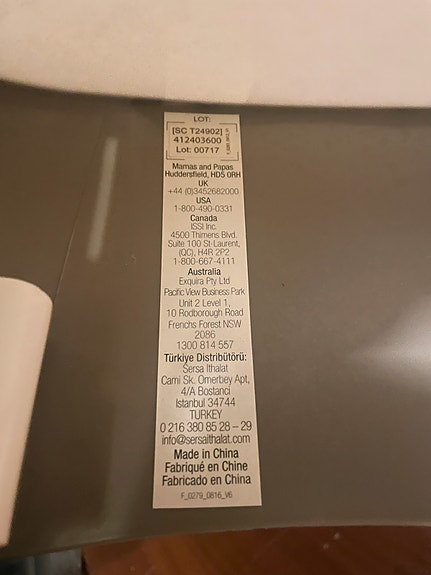 LOT:
[SC T24902]
412403600
Lot: 00717
Mamas and Papas
Huddersfield, HD5 0RH
UK
+44 (0)3452682000
USA
1-800-490-0331
Canada
ISSI Inc.
4500 Thimens Blvd.
Suite 100 St-Laurent,
(QC), H4R 2P2
1-800-667-4111
Australia
Exquira Pty Ltd
Pacific View Business Park
Unit 2 Level 1,
10 Rodborough Road
Frenchs Forest NSW
2086
1300 814 557
Türkiye Distribütörü:
Sersa Ithalat
Cami Sk. Omerbey Apt,
4/A Bostanci
Istanbul 34744
TURKEY
0 216 380 85 28 – 29
info@sersaithalat.com
Made in China
Fabriqué en Chine
Fabricado en China
F_0279_0816_V6